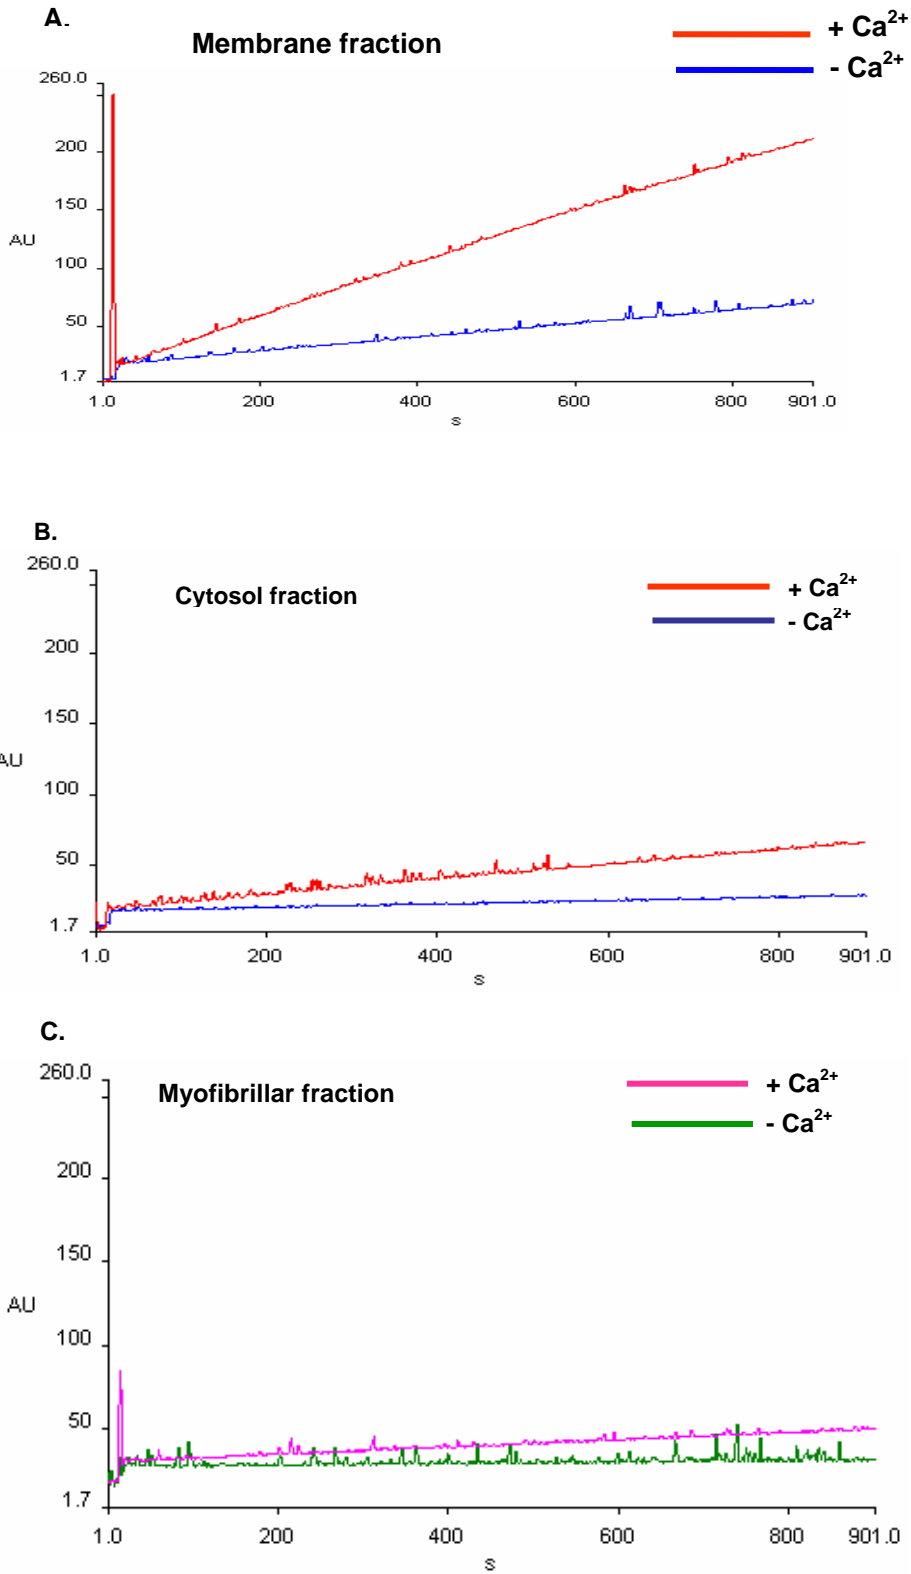 A.
Membrane fraction
+ Ca2+
- Ca2+
260.0
200
150
AU
100
50
1.7
1.0 200 400 600 800 901.0
s
B.
260.0
Cytosol fraction
+ Ca2+
- Ca2+
200
150
AU
100
50
1.7
1.0 200 400 600 800 901.0
s
C.
260.0
Myofibrillar fraction
+ Ca2+
- Ca2+
200
150
AU
100
50
1.7
1.0 200 400 600 800 901.0
s